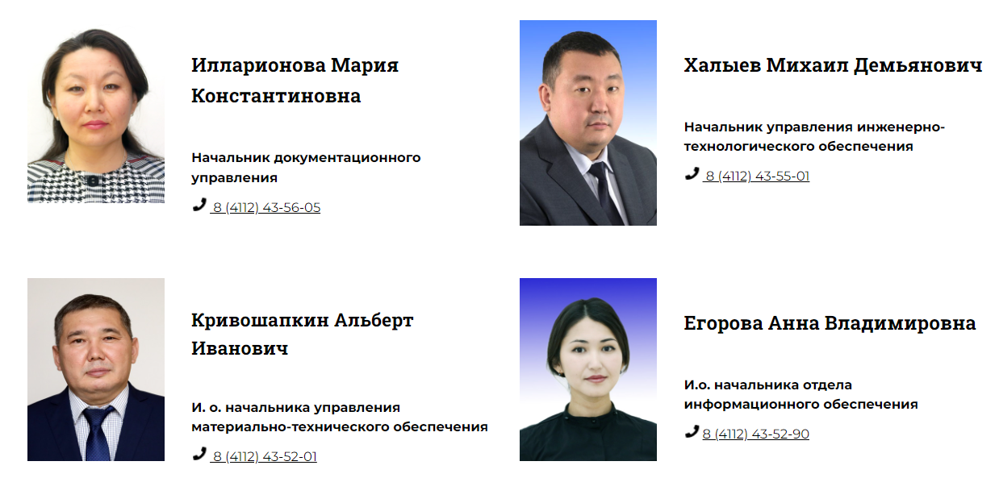 Илларионова Мария
Константиновна
Начальник документационного
управления
8 (4112) 43-56-05
Халыев Михаил Демьянович
Начальник управления инженерно-
технологического обеспечения
8 (4112) 43-55-01
Кривошапкин Альберт
Иванович
И. о. начальника управления
материально-технического обеспечения
8 (4112) 43-52-01
Егорова Анна Владимировна
И.о. начальника отдела
информационного обеспечения
8 (4112) 43-52-90